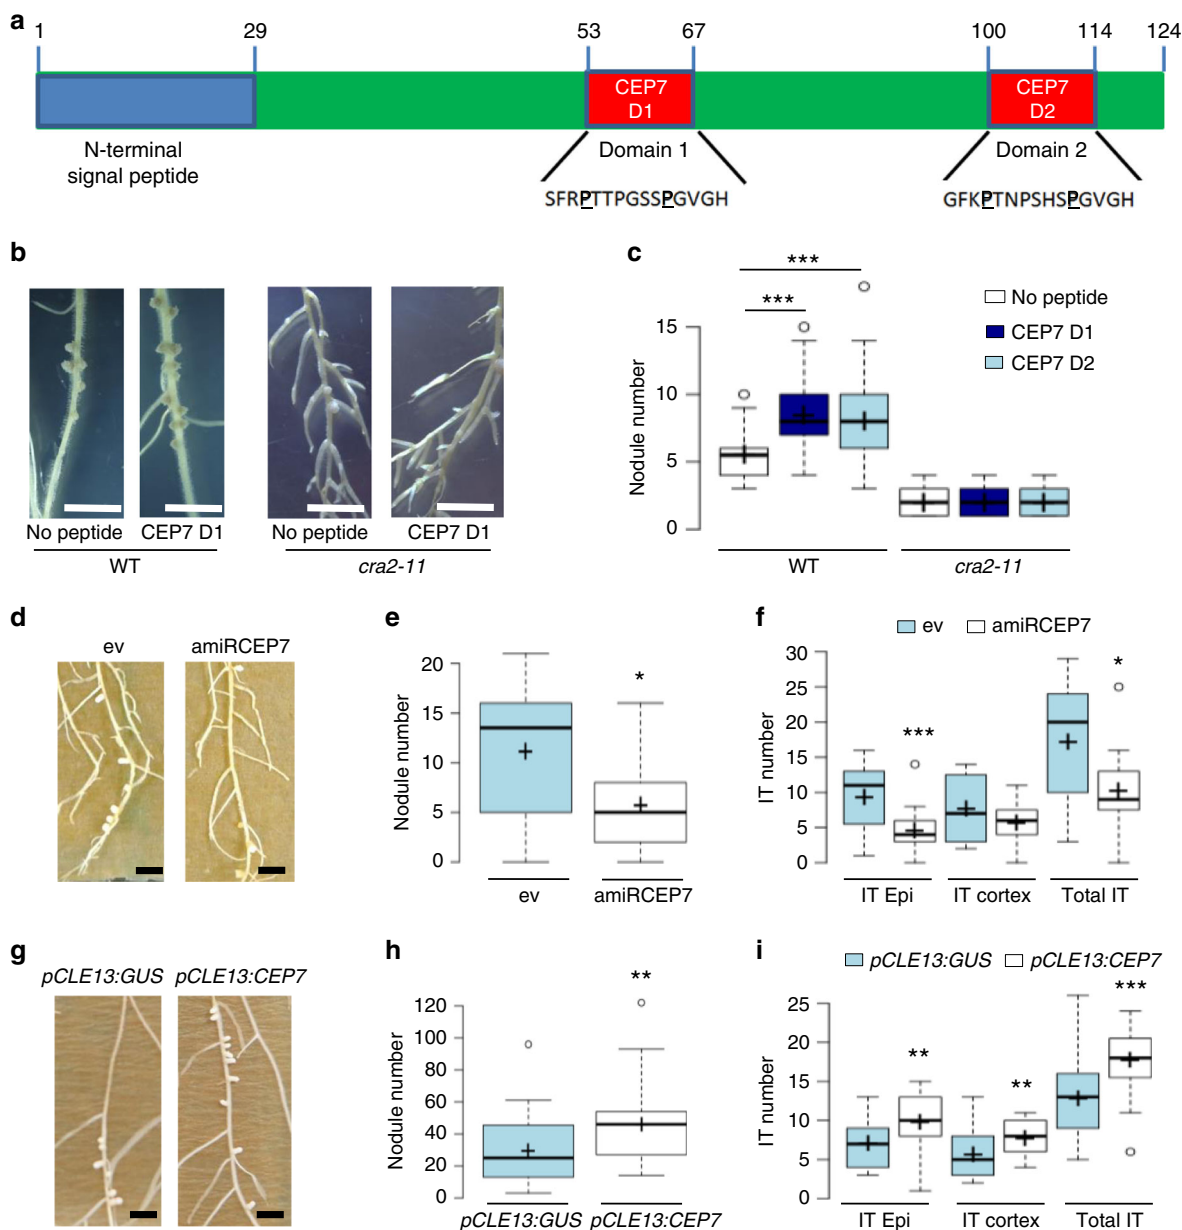 a
1 29 53 67 100 114 124
CEP7
D1
CEP7
D2
N-terminal
signal peptide
Domain 1
Domain 2
SFRPTTPGSSPGVGH
GFKPTNPSHSPGVGH
b
No peptide CEP7 D1 No peptide CEP7 D1
WT cra2-11
c
***
***
No peptide
CEP7 D1
CEP7 D2
Nodule number
15
10
5
0
WT cra2-11
d
ev amiRCEP7
e
*
Nodule number
20
15
10
5
0
ev amiRCEP7
f
ev amiRCEP7
*
***
IT number
30
25
20
15
10
5
0
IT Epi IT cortex Total IT
g
pCLE13:GUS pCLE13:CEP7
h
**
Nodule number
120
100
80
60
40
20
0
pCLE13:GUS pCLE13:CEP7
i
pCLE13:GUS pCLE13:CEP7
***
**
**
IT number
25
20
15
10
5
0
IT Epi IT cortex Total IT